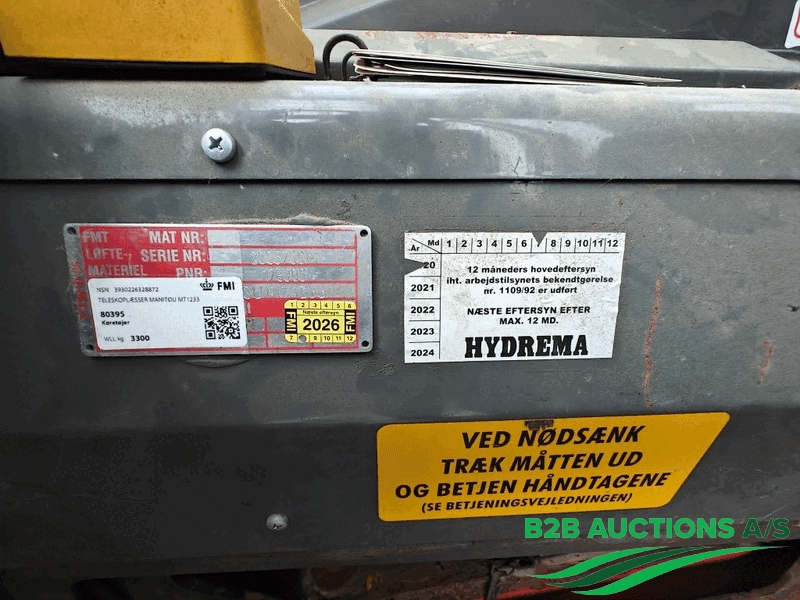 FMT MAT NR:
LØFTE- SERIE NR:
MATERIEL PNR:
FMI
NSN 3930226328872
TELESKOPLÆSSER MANITOU MT1233
80395
Køretøjer
WLL kg 3300
1 2 3 4 5 6
Næste eftersyn
FMI 2026 FMI
7 9 10 11 12
År Md 1 2 3 4 5 6 8 9 10 11 12
20
2021
2022
2023
2024
12 måneders hovedeftersyn
iht. arbejdstilsynets bekendtgørelse
nr. 1109/92 er udført
NÆSTE EFTERSYN EFTER
MAX. 12 MD.
HYDREMA
VED NØDSÆNK
TRÆK MÅTTEN UD
OG BETJEN HÅNDTAGENE
(SE BETJENINGSVEJLEDNINGEN)
B2B AUCTIONS A/S